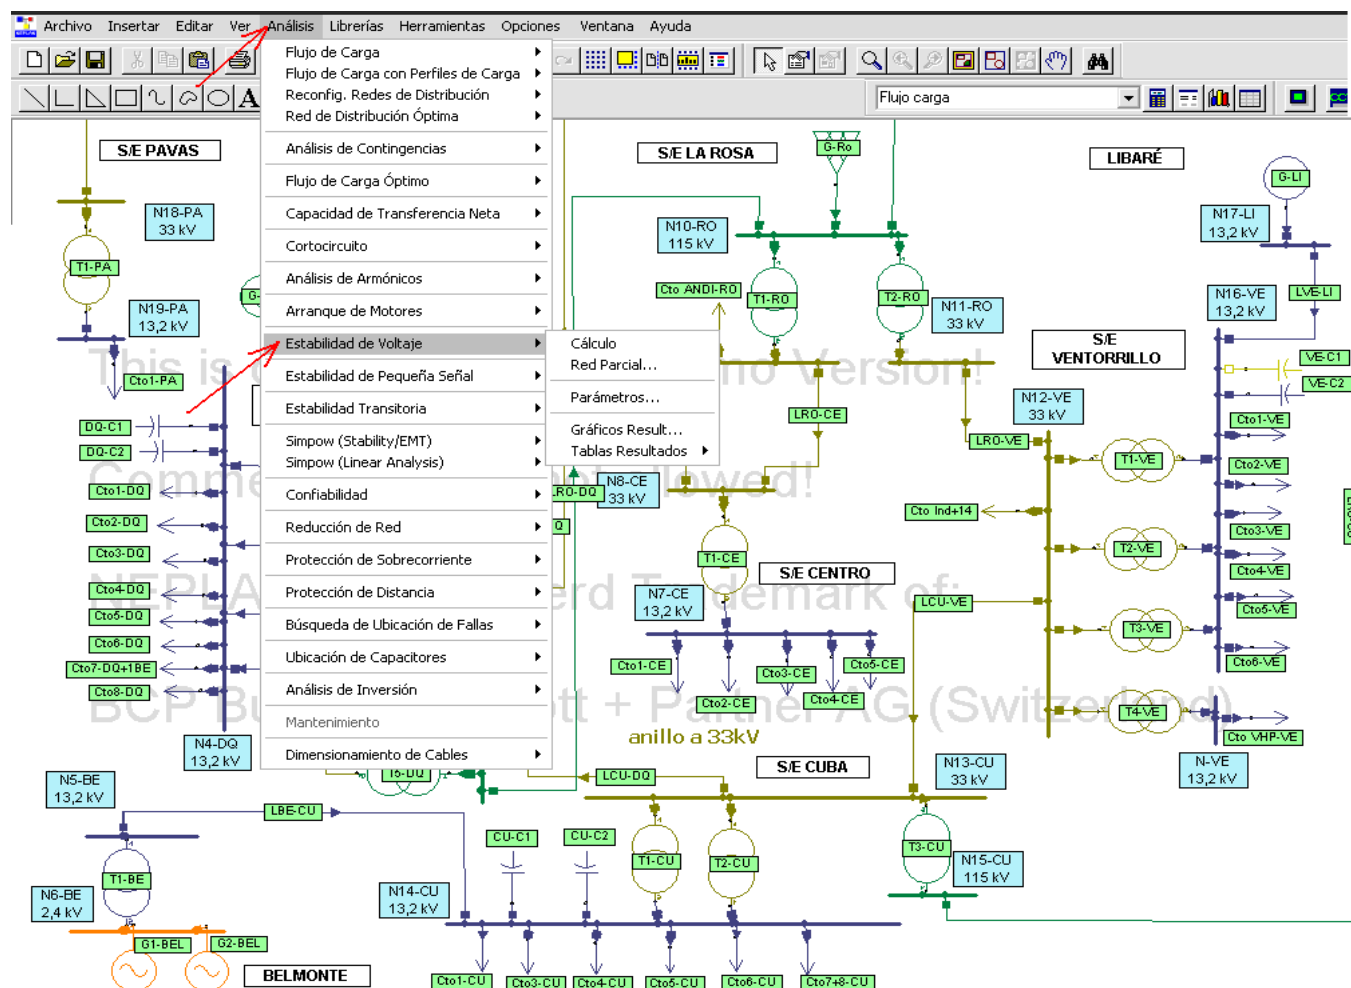 Archivo Insertar Editar Ver Análisis Librerías Herramientas Opciones Ventana Ayuda
Flujo carga
Flujo de Carga
Flujo de Carga con Perfiles de Carga
Reconfig. Redes de Distribución
Red de Distribución Óptima
Análisis de Contingencias
Flujo de Carga Óptimo
Capacidad de Transferencia Neta
Cortocircuito
Análisis de Armónicos
Arranque de Motores
Estabilidad de Voltaje
Estabilidad de Pequeña Señal
Estabilidad Transitoria
Simpow (Stability/EMT)
Simpow (Linear Analysis)
Confiabilidad
Reducción de Red
Protección de Sobrecorriente
Protección de Distancia
Búsqueda de Ubicación de Fallas
Ubicación de Capacitores
Análisis de Inversión
Mantenimiento
Dimensionamiento de Cables
Cálculo
Red Parcial...
Parámetros...
Gráficos Result...
Tablas Resultados
S/E PAVAS
N18-PA
33 kV
T1-PA
N19-PA
13,2 kV
Cto1-PA
DQ-C1
DQ-C2
Cto1-DQ
Cto2-DQ
Cto3-DQ
Cto4-DQ
Cto5-DQ
Cto6-DQ
Cto7-DQ+1BE
Cto8-DQ
N4-DQ
13,2 kV
T5-DQ
N5-BE
13,2 kV
LBE-CU
T1-BE
N6-BE
2,4 kV
G1-BEL
G2-BEL
BELMONTE
S/E LA ROSA
G-Ro
N10-RO
115 kV
Cto ANDI-RO
T1-RO
T2-RO
N11-RO
33 kV
LRO-CE
LRO-VE
N8-CE
33 kV
T1-CE
S/E CENTRO
N7-CE
13,2 kV
Cto1-CE
Cto2-CE
Cto3-CE
Cto4-CE
Cto5-CE
anillo a 33kV
S/E CUBA
LCU-DQ
LCU-VE
N13-CU
33 kV
CU-C1
CU-C2
T1-CU
T2-CU
T3-CU
N15-CU
115 kV
N14-CU
13,2 kV
Cto1-CU
Cto3-CU
Cto4-CU
Cto5-CU
Cto6-CU
Cto7+8-CU
LIBARÉ
G-LI
N17-LI
13,2 kV
LVE-LI
N16-VE
13,2 kV
S/E
VENTORRILLO
VE-C1
VE-C2
N12-VE
33 kV
Cto Ind+14
T1-VE
T2-VE
T3-VE
T4-VE
Cto1-VE
Cto2-VE
Cto3-VE
Cto4-VE
Cto5-VE
Cto6-VE
Cto VHP-VE
N-VE
13,2 kV